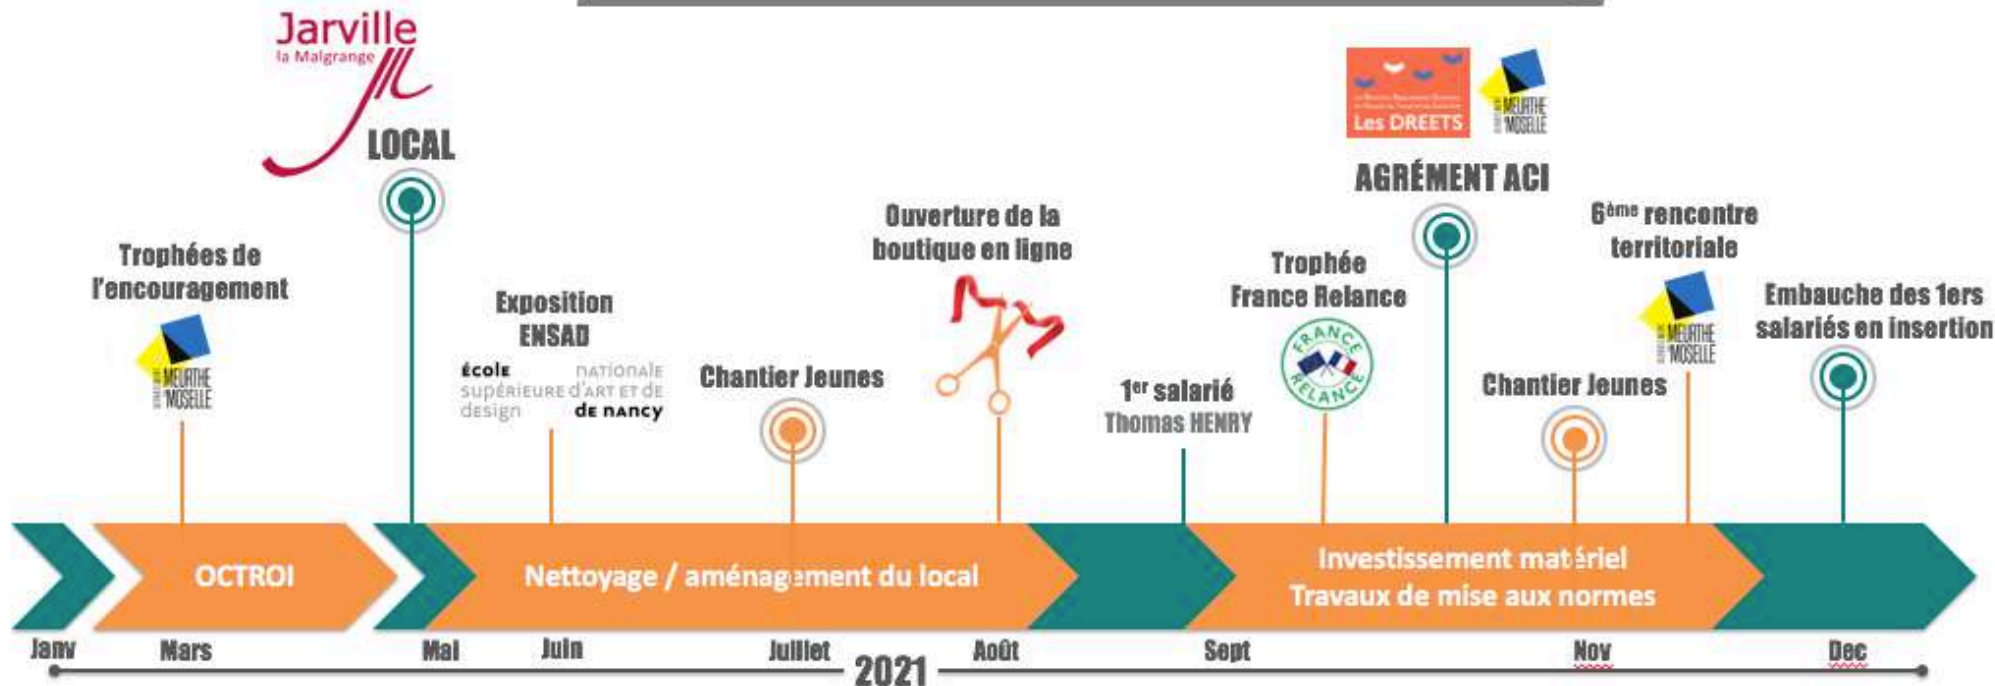 Jarville
la Malgrange
LOCAL
Trophées de
l'encouragement
MEURTHE
MOSELLE
Exposition
ENSAD
école nationale
supérieure d'art et de
design de nancy
Chantier Jeunes
Ouverture de la
boutique en ligne
1er salarié
Thomas HENRY
Trophée
France Relance
FRANCE
RELANCE
Les DREETS
MEURTHE
MOSELLE
AGRÉMENT ACI
Chantier Jeunes
6ème rencontre
territoriale
MEURTHE
MOSELLE
Embauche des 1ers
salariés en insertion
OCTROI
Nettoyage / aménagement du local
Investissement matériel
Travaux de mise aux normes
Janv Mars Mai Juin Juillet Août Sept Nov Dec
2021